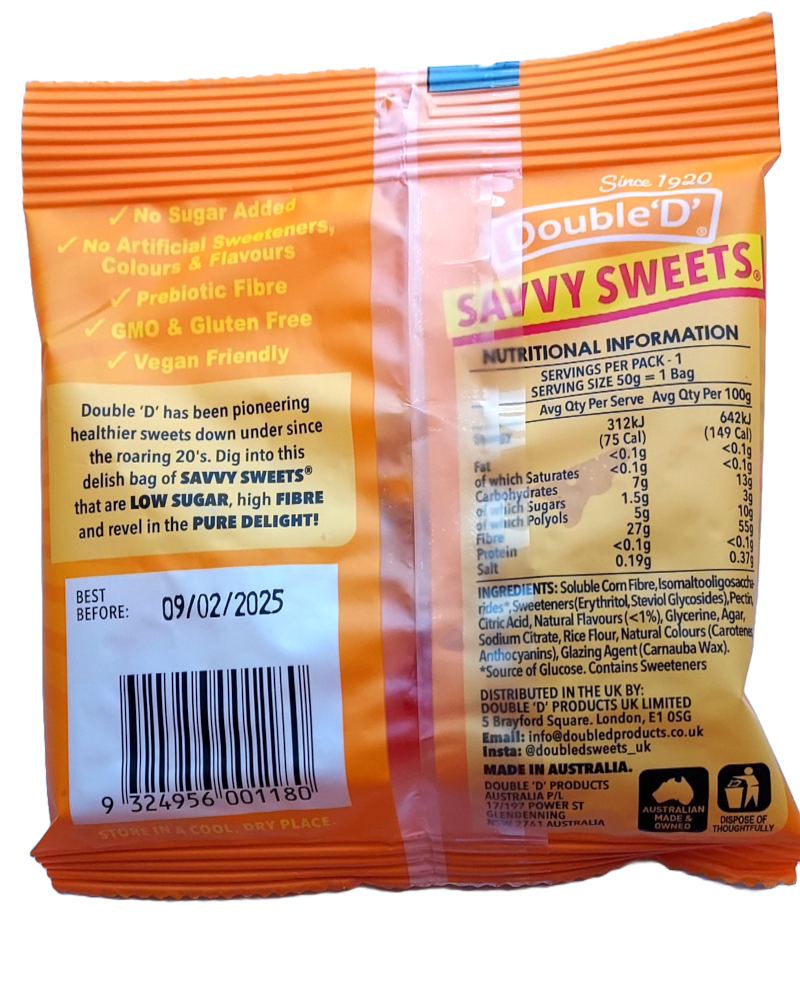 ✓ No Sugar Added
✓ No Artificial Sweeteners,
Colours & Flavours
✓ Prebiotic Fibre
✓ GMO & Gluten Free
✓ Vegan Friendly
Double 'D' has been pioneering
healthier sweets down under since
the roaring 20's. Dig into this
delish bag of SAVVY SWEETS®
that are LOW SUGAR, high FIBRE
and revel in the PURE DELIGHT!
BEST
BEFORE: 09/02/2025
9 324956 001180
STORE IN A COOL, DRY PLACE.
Since 1920
Double 'D'®
SAVVY SWEETS®
NUTRITIONAL INFORMATION
SERVINGS PER PACK - 1
SERVING SIZE 50g = 1 Bag
Avg Qty Per Serve Avg Qty Per 100g
312kJ 642kJ
(75 Cal) (149 Cal)
Fat <0.1g <0.1g
of which Saturates <0.1g <0.1g
Carbohydrates 7g 13g
of which Sugars 1.5g 3g
of which Polyols 5g 10g
Fibre 27g 55g
Protein <0.1g <0.1g
Salt 0.19g 0.37g
INGREDIENTS: Soluble Corn Fibre, Isomaltooligosaccha-
rides*, Sweeteners (Erythritol, Steviol Glycosides), Pectin,
Citric Acid, Natural Flavours (<1%), Glycerine, Agar,
Sodium Citrate, Rice Flour, Natural Colours (Carotenes,
Anthocyanins), Glazing Agent (Carnauba Wax).
*Source of Glucose. Contains Sweeteners
DISTRIBUTED IN THE UK BY:
DOUBLE 'D' PRODUCTS UK LIMITED
5 Brayford Square. London, E1 0SG
Email: info@doubledproducts.co.uk
Insta: @doubledsweets_uk
MADE IN AUSTRALIA.
DOUBLE 'D' PRODUCTS
AUSTRALIA P/L
17/197 POWER ST
GLENDENNING
NSW 2761 AUSTRALIA
AUSTRALIAN
MADE &
OWNED
DISPOSE OF
THOUGHTFULLY